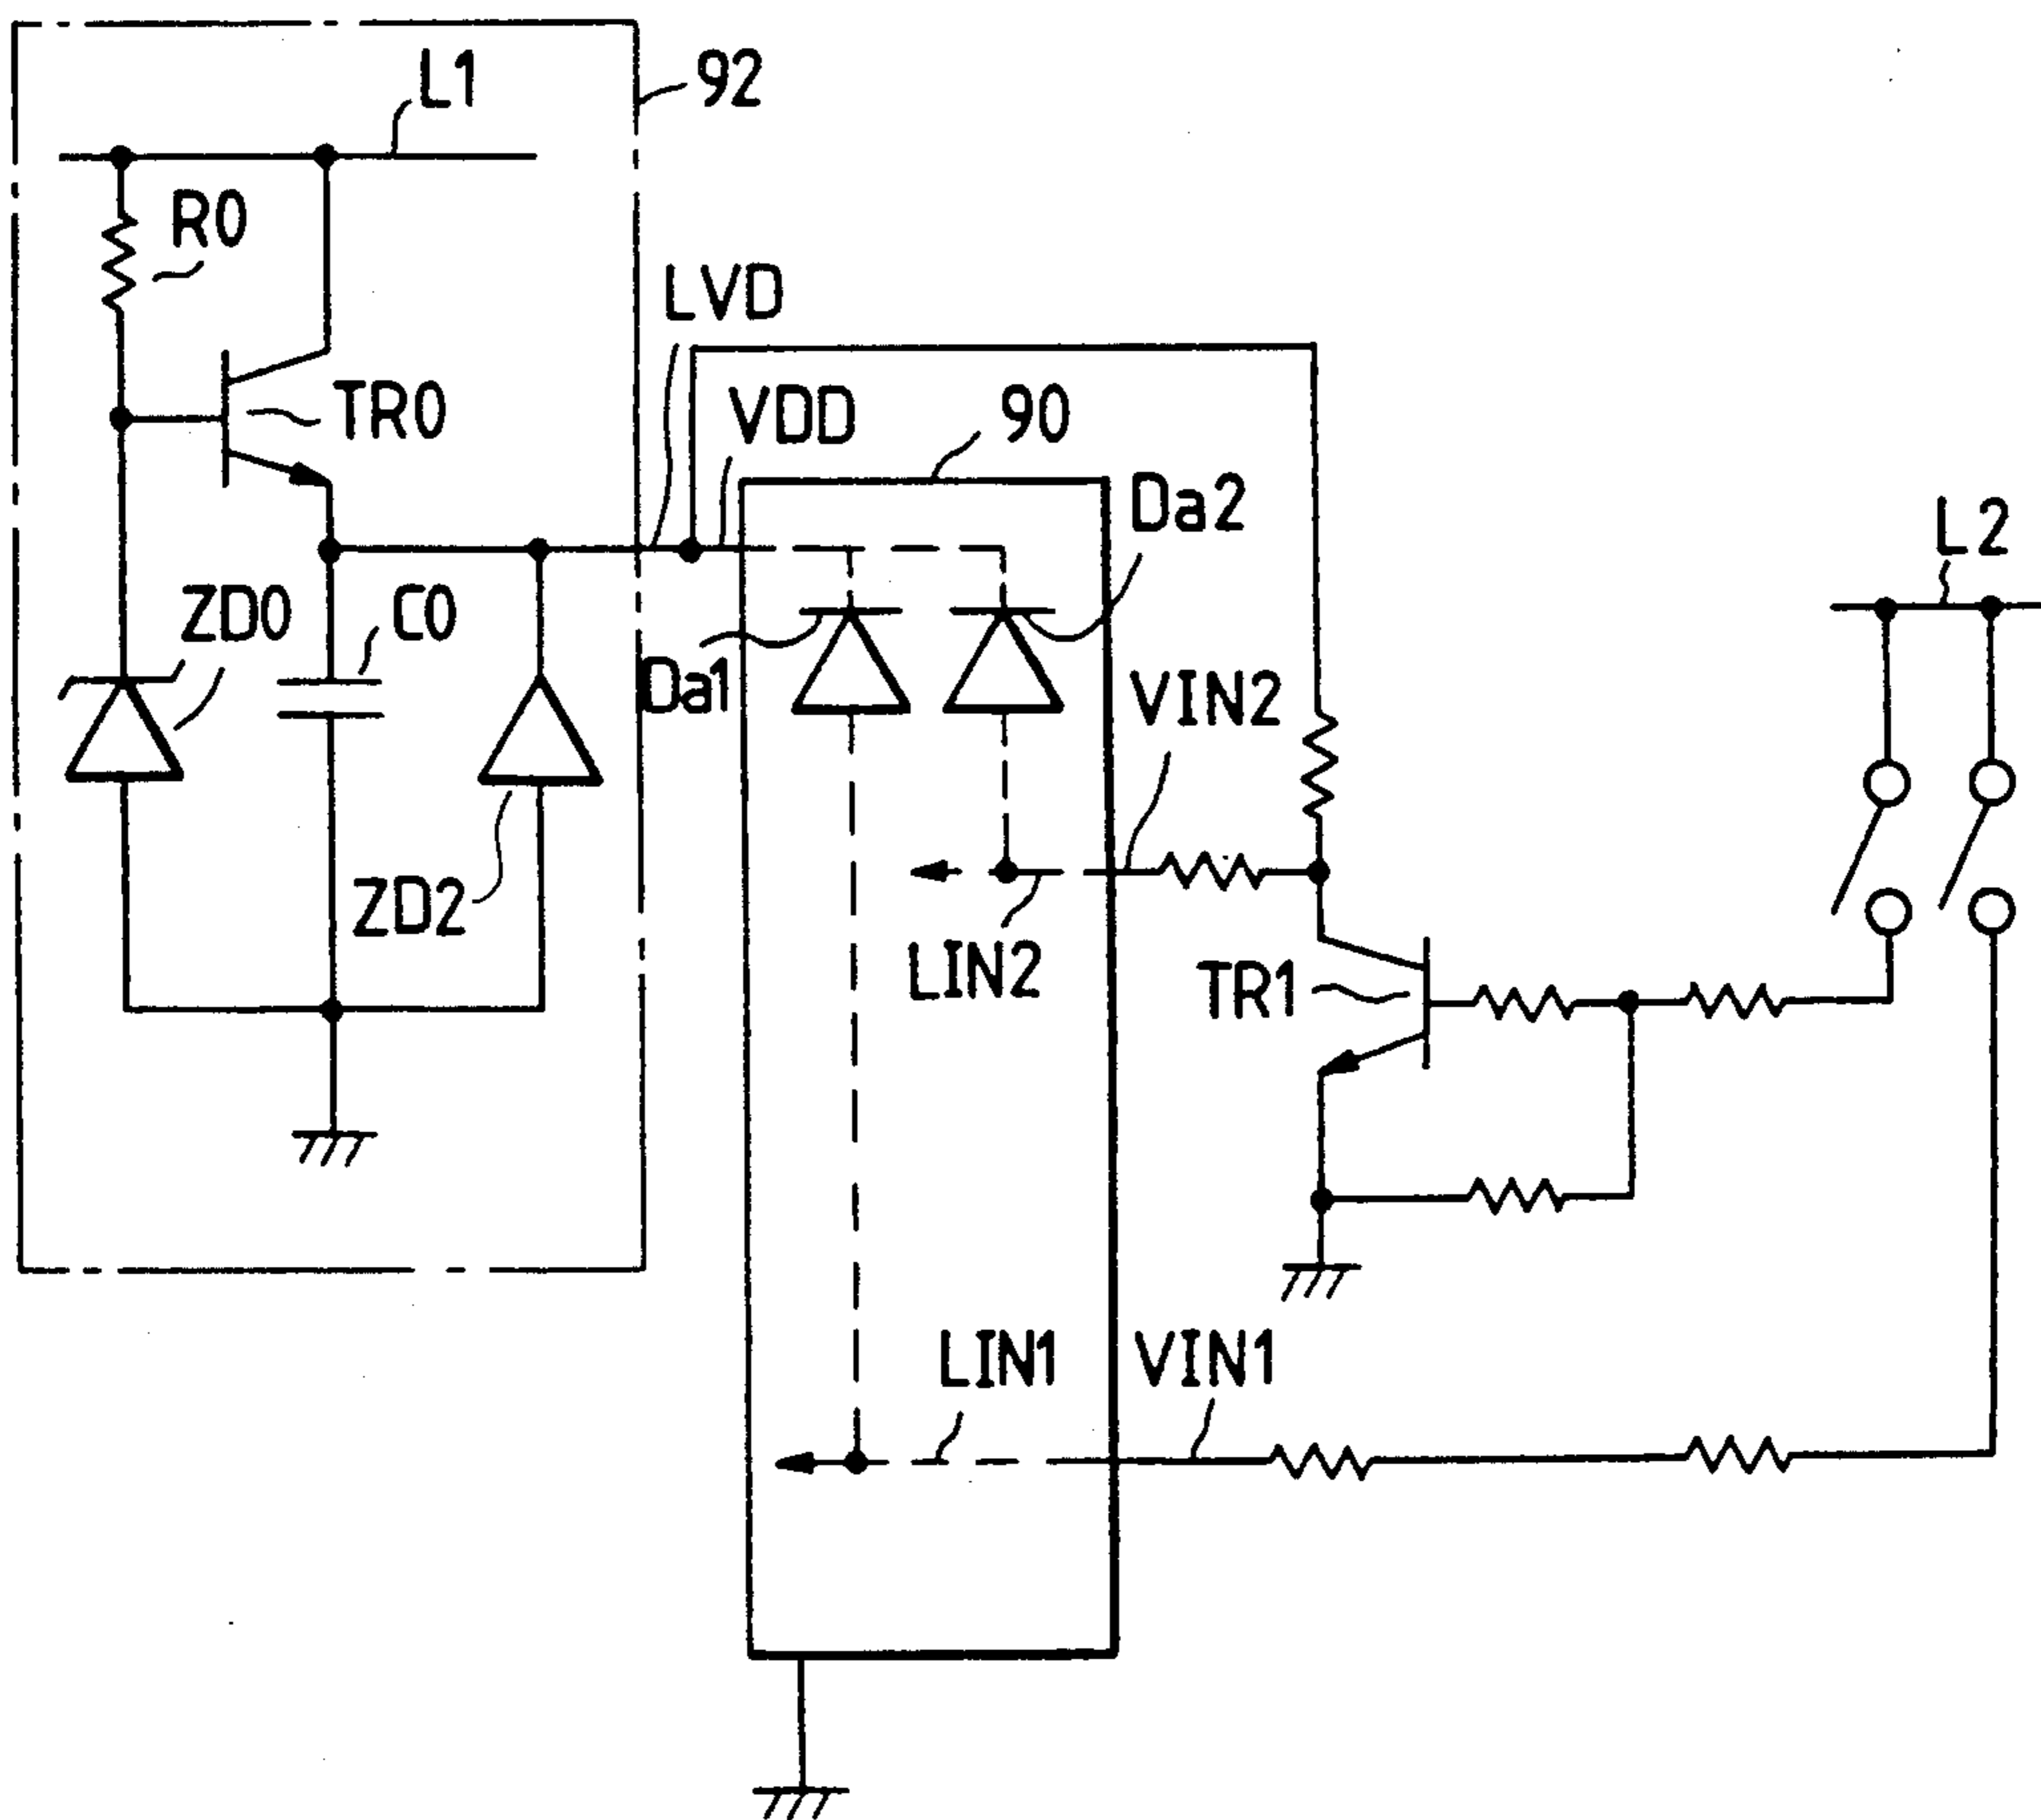 L1
92
R0
LVD
TR0
VDD
90
Da2
L2
ZD0
C0
Da1
VIN2
ZD2
LIN2
TR1
LIN1
VIN1